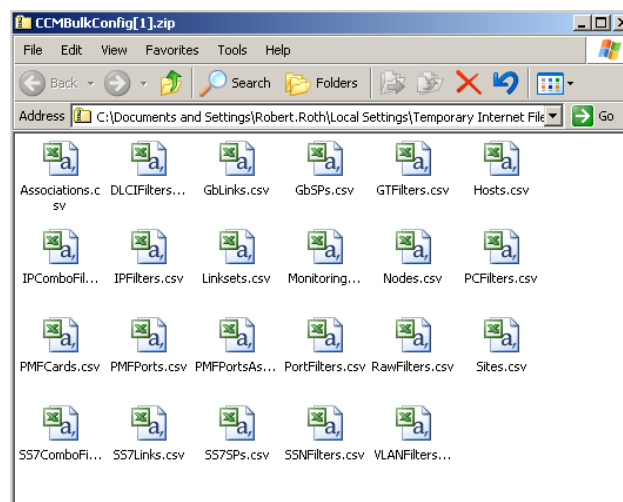 CCMBulkConfig[1].zip
File Edit View Favorites Tools Help
Back Search Folders
Address C:\Documents and Settings\Robert.Roth\Local Settings\Temporary Internet File Go
Associations.c DLCIFilters... GbLinks.csv GbSPs.csv GTFilters.csv Hosts.csv
sv
IPComboFil... IPFilters.csv Linksets.csv Monitoring... Nodes.csv PCFilters.csv
PMFCards.csv PMFPorts.csv PMFPortsAs... PortFilters.csv RawFilters.csv Sites.csv
SS7ComboFi... SS7Links.csv SS7SPs.csv SSNFilters.csv VLANFilters...